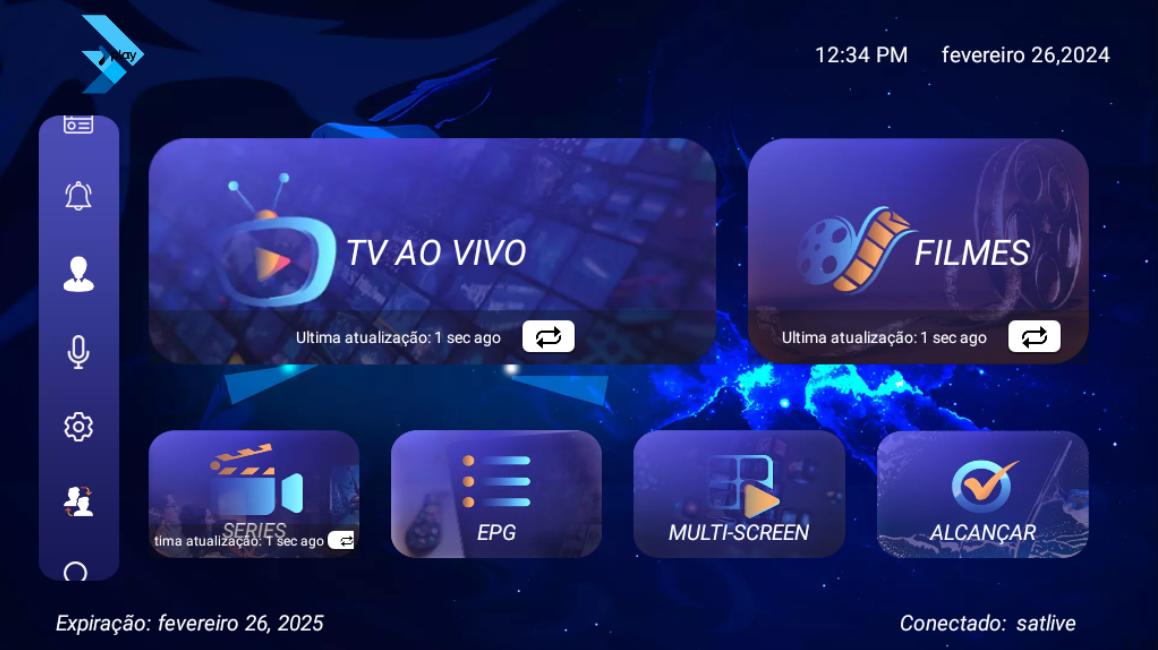 play
12:34 PM fevereiro 26,2024
TV AO VIVO
FILMES
Ultima atualização: 1 sec ago
Ultima atualização: 1 sec ago
SERIES
tima atualização: 1 sec ago
EPG
MULTI-SCREEN
ALCANÇAR
Expiração: fevereiro 26, 2025
Conectado: satlive